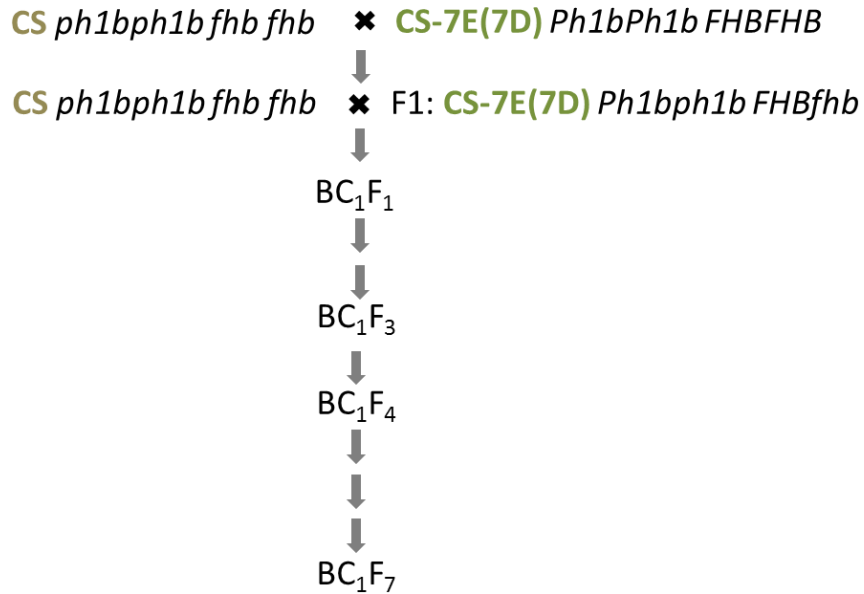 CS ph1bph1b fhb fhb ✖ CS-7E(7D) Ph1bPh1b FHBFHB
CS ph1bph1b fhb fhb ✖ F1: CS-7E(7D) Ph1bph1b FHBfhb
BC₁F₁
BC₁F₃
BC₁F₄
BC₁F₇